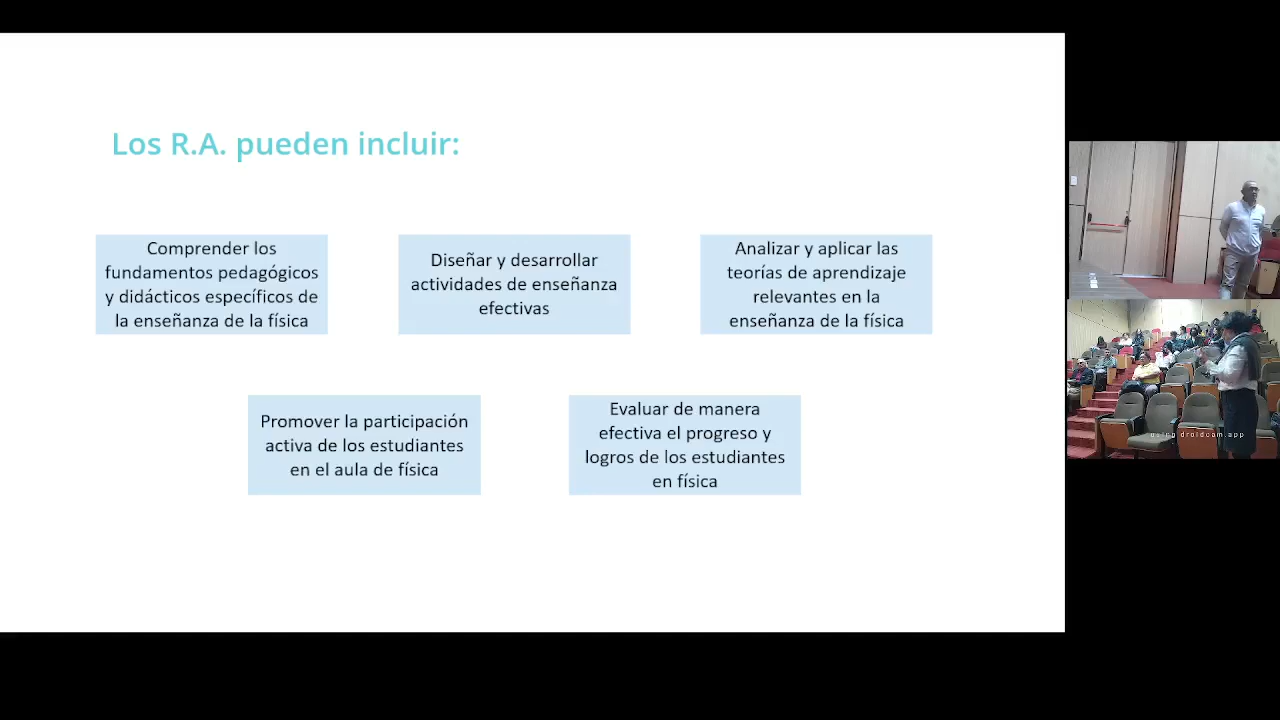 Los R.A. pueden incluir:
Comprender los
fundamentos pedagógicos
y didácticos específicos de
la enseñanza de la física
Diseñar y desarrollar
actividades de enseñanza
efectivas
Analizar y aplicar las
teorías de aprendizaje
relevantes en la
enseñanza de la física
Promover la participación
activa de los estudiantes
en el aula de física
Evaluar de manera
efectiva el progreso y
logros de los estudiantes
en física
using droidcam.app